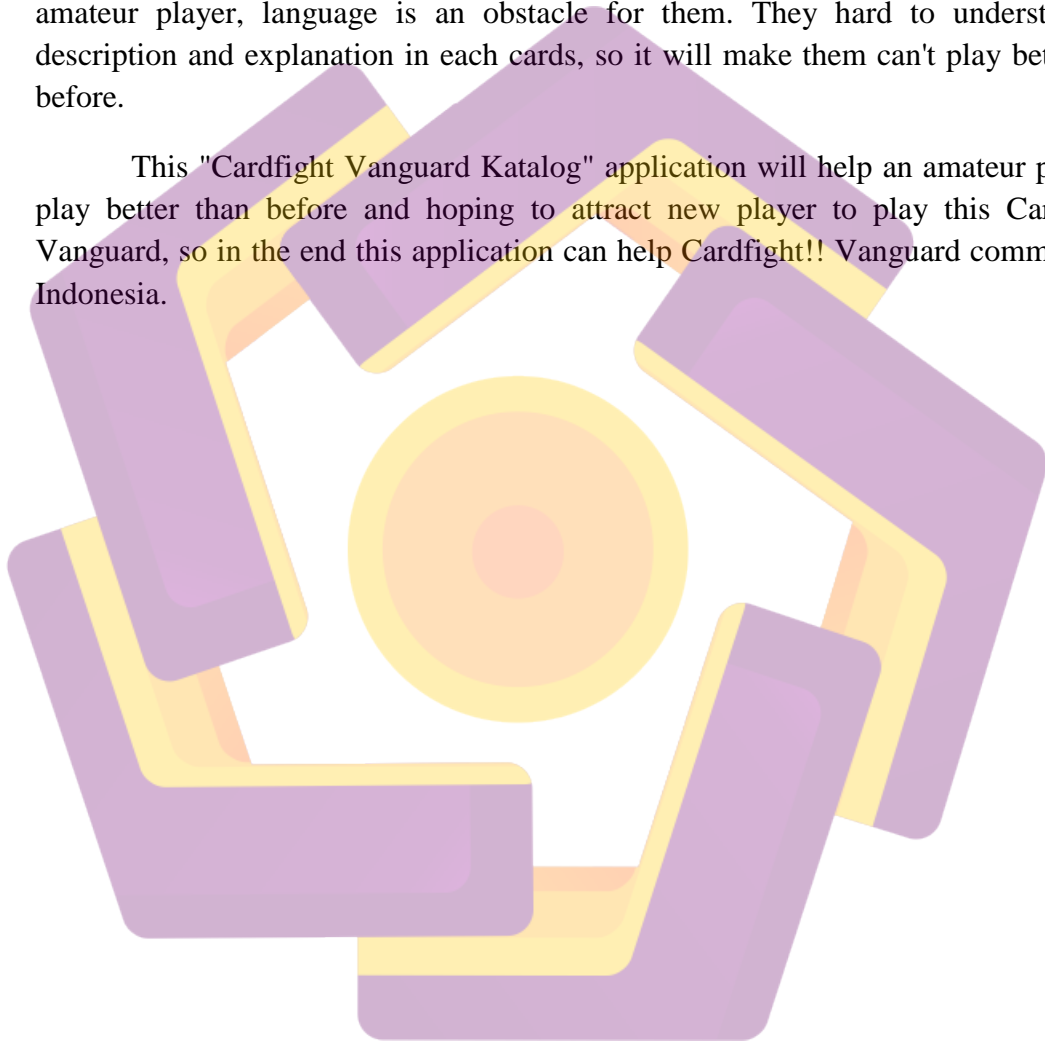 amateur player, language is an obstacle for them. They hard to underst
description and explanation in each cards, so it will make them can't play bet
before.
This "Cardfight Vanguard Katalog" application will help an amateur p
play better than before and hoping to attract new player to play this Car
Vanguard, so in the end this application can help Cardfight!! Vanguard comm
Indonesia.